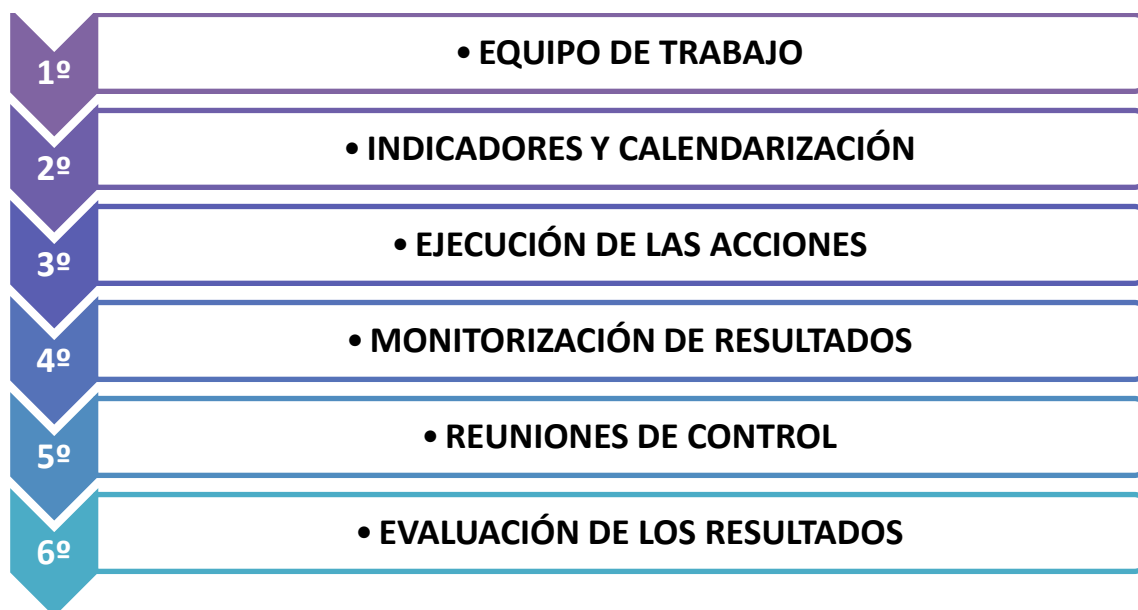 1º
• EQUIPO DE TRABAJO
2º
• INDICADORES Y CALENDARIZACIÓN
3º
• EJECUCIÓN DE LAS ACCIONES
4º
• MONITORIZACIÓN DE RESULTADOS
5º
• REUNIONES DE CONTROL
6º
• EVALUACIÓN DE LOS RESULTADOS